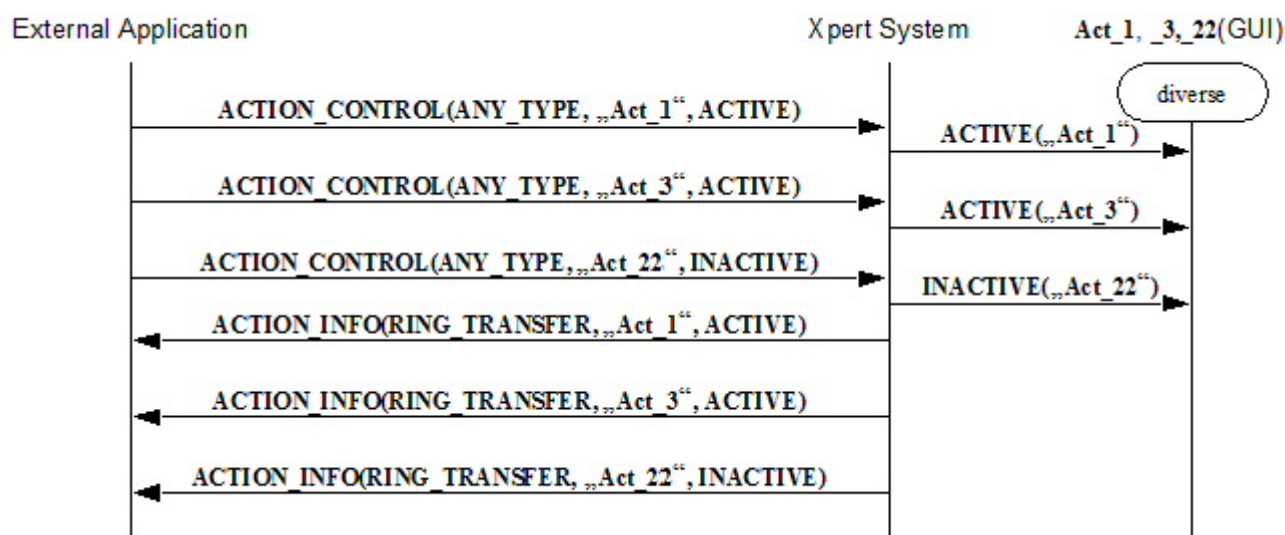 External Application Xpert System Act_1, _3,_22(GUI)
diverse
ACTION_CONTROL(ANY_TYPE, „Act_1“, ACTIVE)
ACTIVE(„Act_1“)
ACTION_CONTROL(ANY_TYPE, „Act_3“, ACTIVE)
ACTIVE(„Act_3“)
ACTION_CONTROL(ANY_TYPE,„Act_22“, INACTIVE)
INACTIVE(„Act_22“)
ACTION_INFO(RING_TRANSFER,„Act_1“, ACTIVE)
ACTION_INFO(RING_TRANSFER,„Act_3“, ACTIVE)
ACTION_INFO(RING_TRANSFER, „Act_22“, INACTIVE)